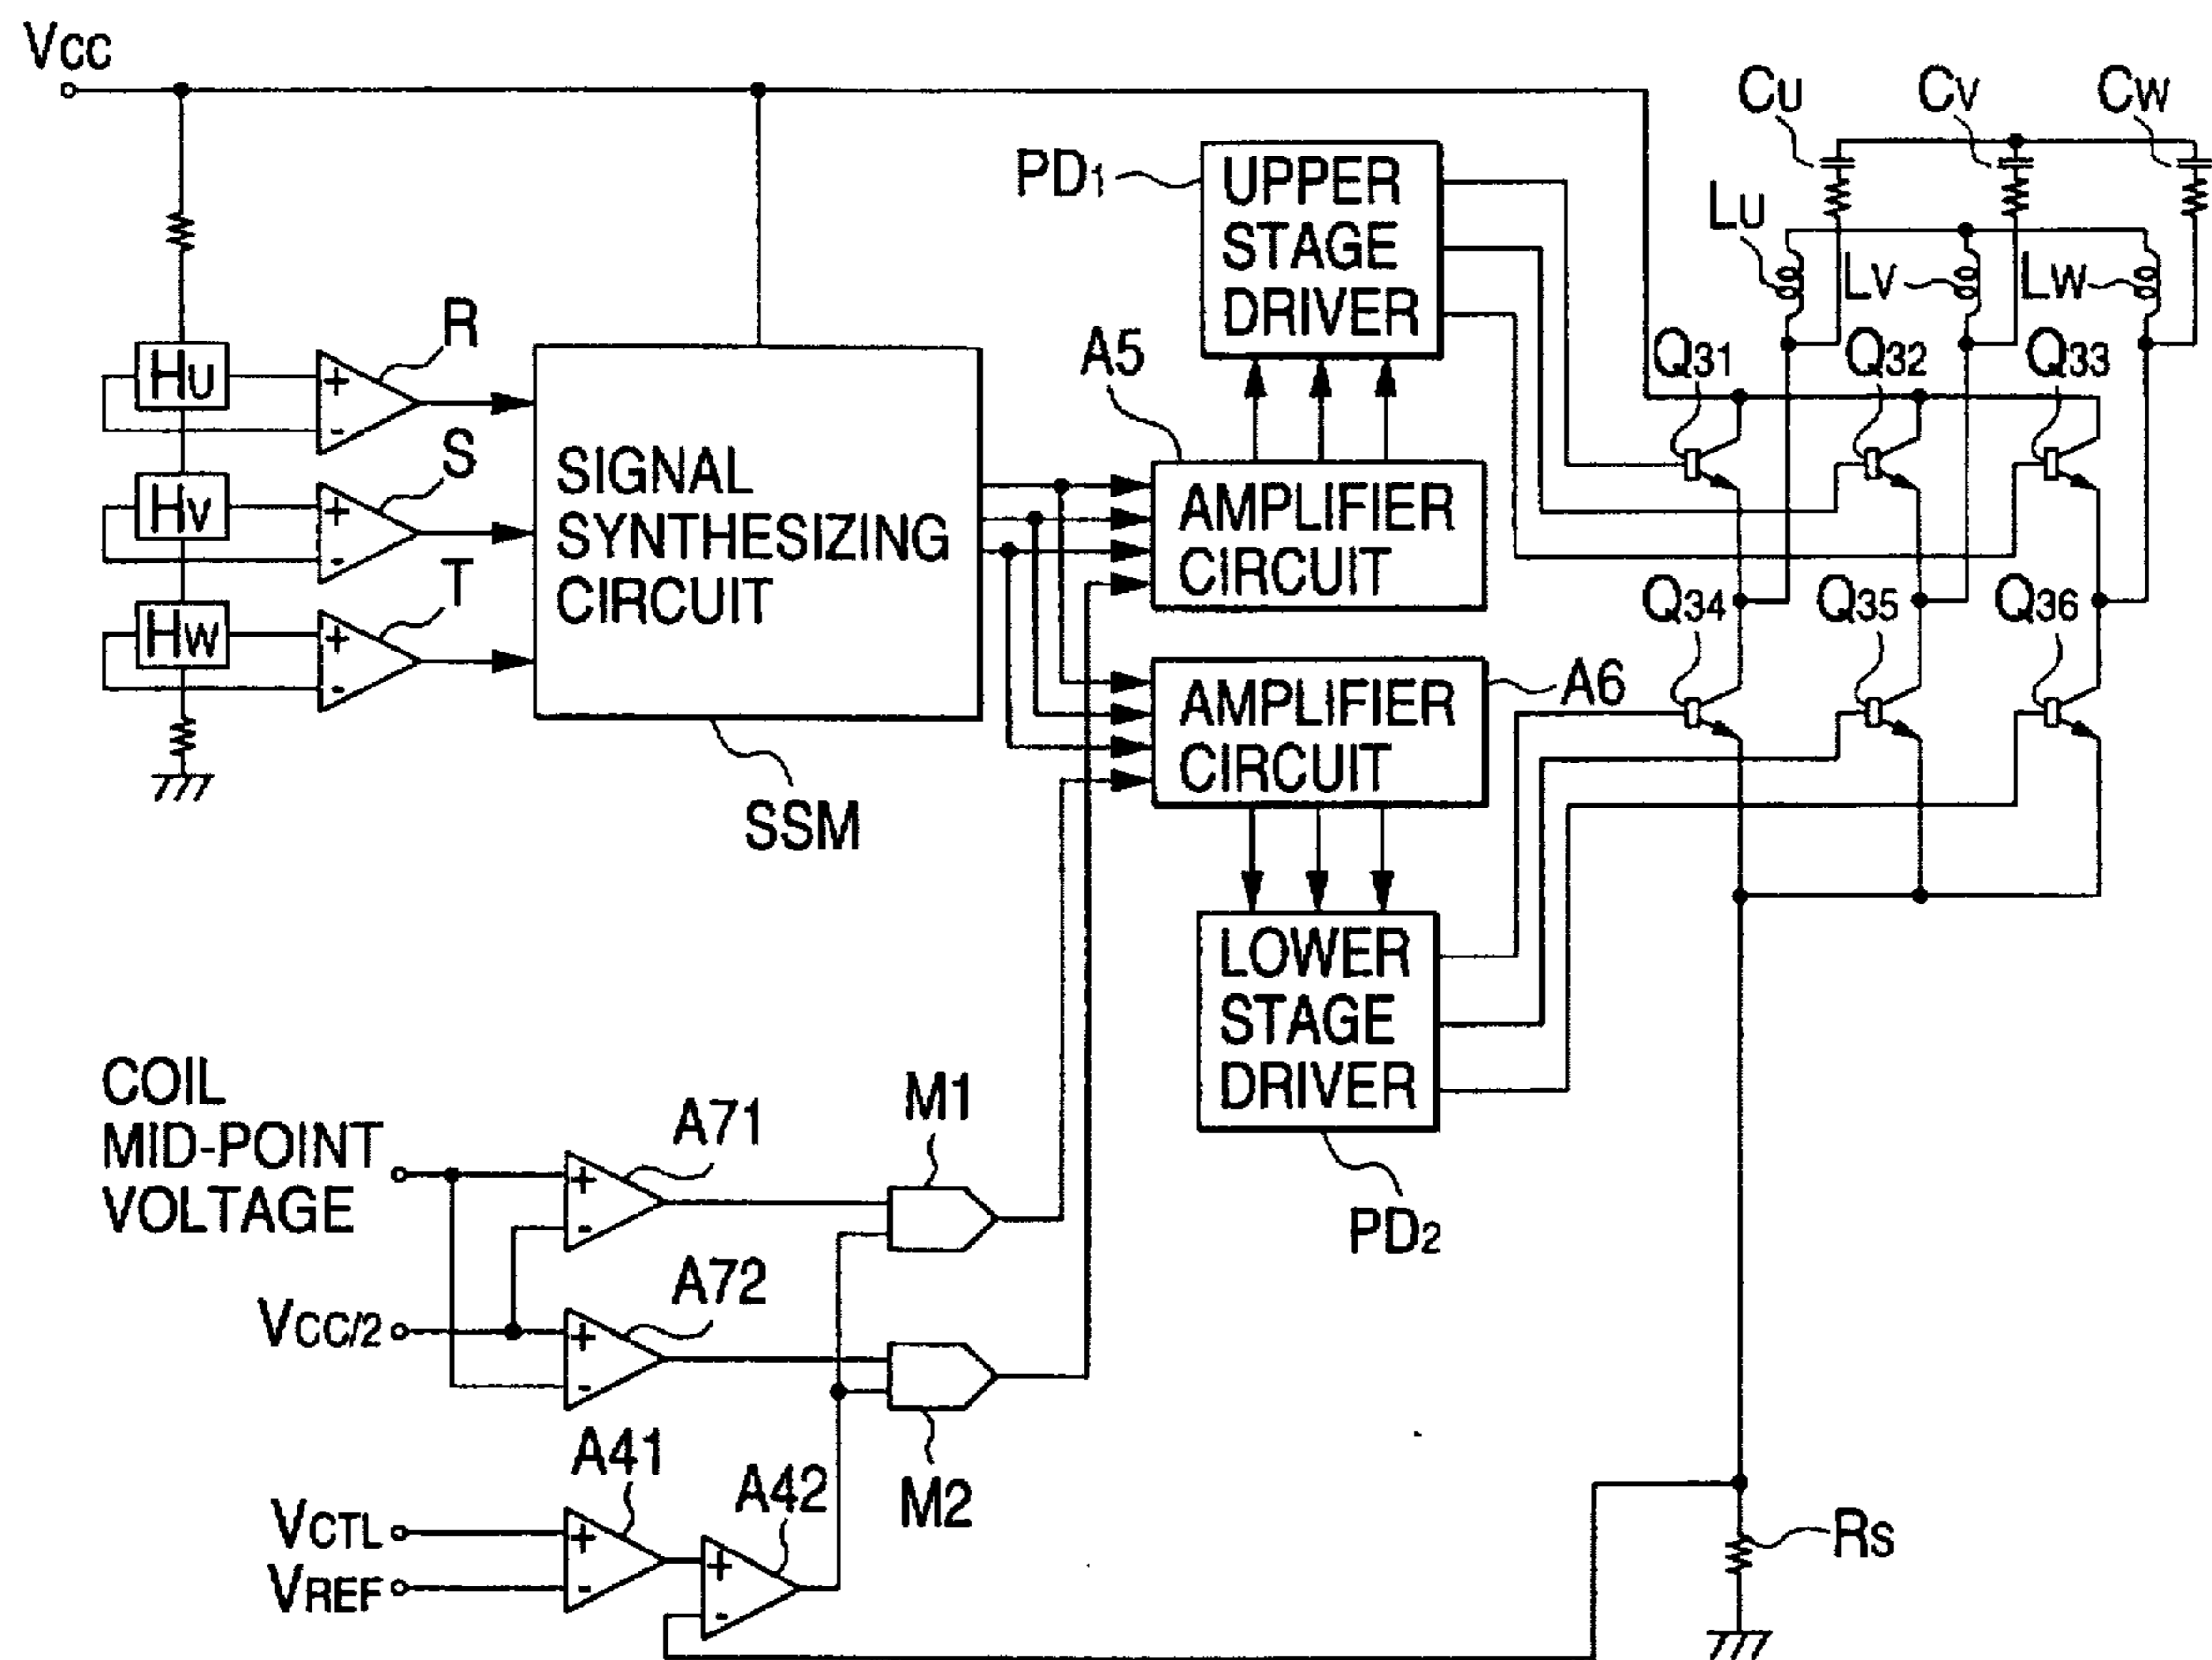 VCC
CU
CV
CW
PD1
UPPER
STAGE
DRIVER
LU
LV
LW
R
A5
Q31
Q32
Q33
HU
+
-
S
SIGNAL
SYNTHESIZING
CIRCUIT
AMPLIFIER
CIRCUIT
HV
+
-
T
Q34
Q35
Q36
HW
+
-
AMPLIFIER
CIRCUIT
A6
SSM
LOWER
STAGE
DRIVER
COIL
MID-POINT
VOLTAGE
A71
M1
+
-
PD2
A72
VCC/2
+
-
A41
A42
M2
VCTL
VREF
+
-
+
-
RS